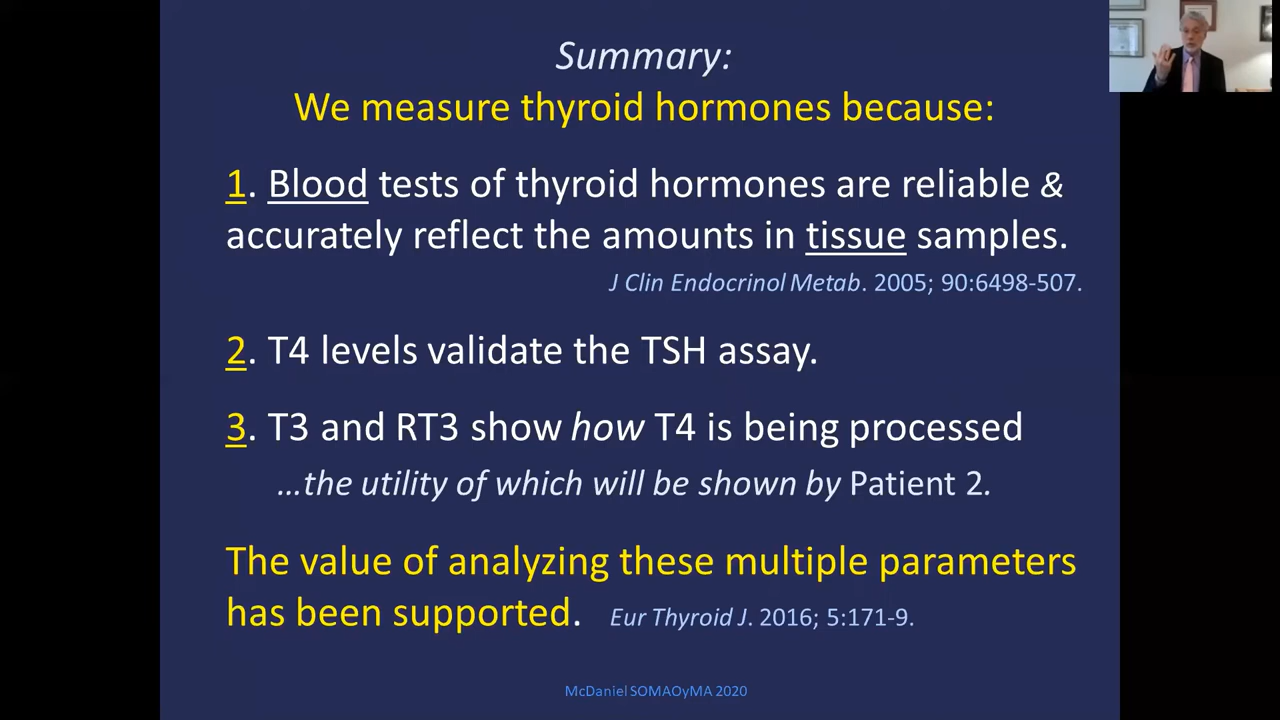 Summary:
We measure thyroid hormones because:
1. Blood tests of thyroid hormones are reliable &
accurately reflect the amounts in tissue samples.
J Clin Endocrinol Metab. 2005; 90:6498-507.
2. T4 levels validate the TSH assay.
3. T3 and RT3 show how T4 is being processed
…the utility of which will be shown by Patient 2.
The value of analyzing these multiple parameters
has been supported. Eur Thyroid J. 2016; 5:171-9.
McDaniel SOMAOyMA 2020